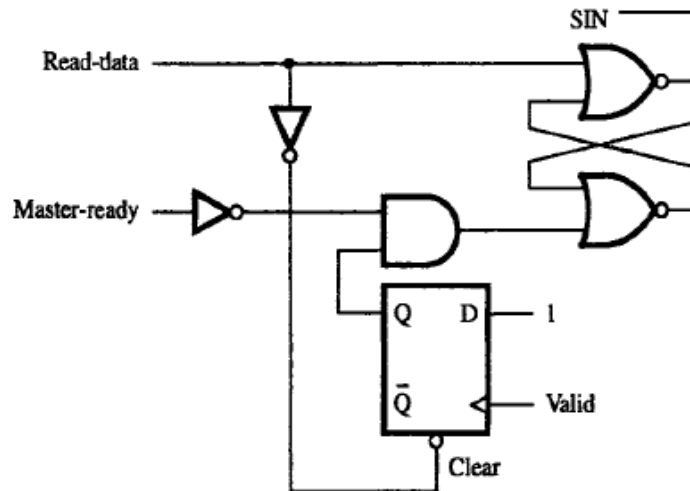 SIN
Read-data
Master-ready
Q D 1
Q̄ Valid
Clear